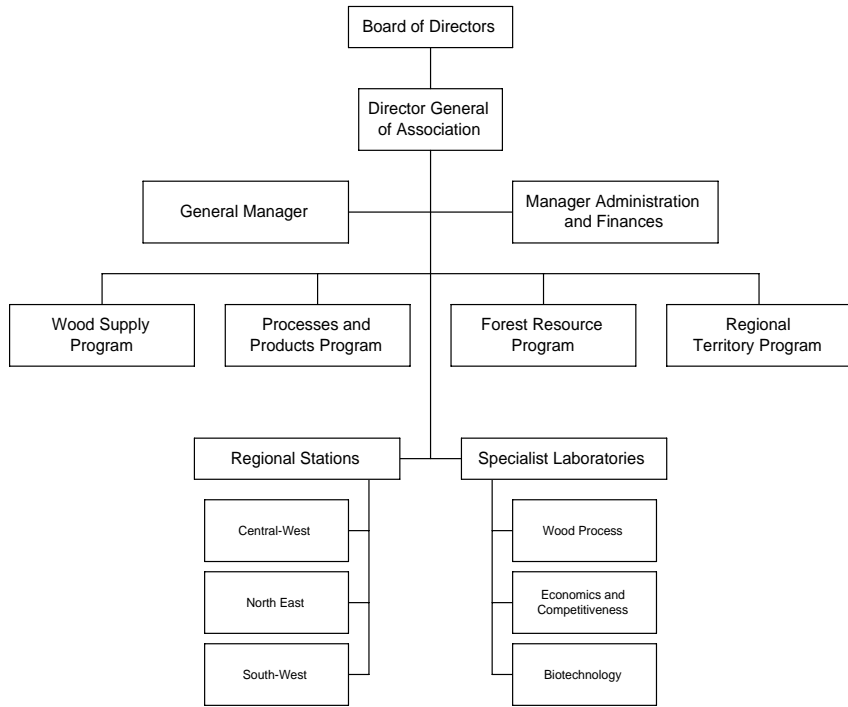 Board of Directors
Director General
of Association
General Manager
Manager Administration
and Finances
Wood Supply
Program
Processes and
Products Program
Forest Resource
Program
Regional
Territory Program
Regional Stations
Specialist Laboratories
Central-West
North East
South-West
Wood Process
Economics and
Competitiveness
Biotechnology